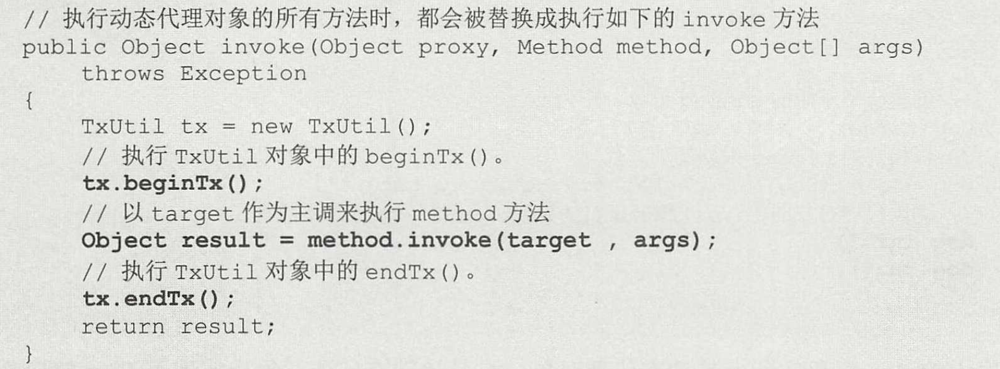 // 执行动态代理对象的所有方法时，都会被替换成执行如下的 invoke 方法
public Object invoke(Object proxy, Method method, Object[] args)
    throws Exception
{
    TxUtil tx = new TxUtil();
    // 执行 TxUtil 对象中的 beginTx()。
    tx.beginTx();
    // 以 target 作为主调来执行 method 方法
    Object result = method.invoke(target , args);
    // 执行 TxUtil 对象中的 endTx()。
    tx.endTx();
    return result;
}